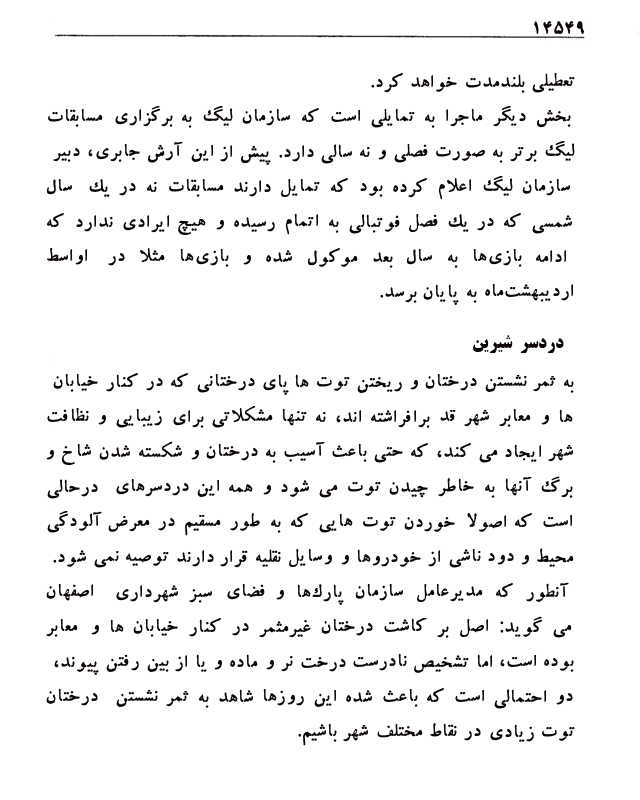 ۱۴۵۴۹
تعطیلی بلندمدت خواهد کرد.
بخش دیگر ماجرا به تمایلی است که سازمان لیگ به برگزاری مسابقات
لیگ برتر به صورت فصلی و نه سالی دارد. پیش از این آرش جابری، دبیر
سازمان لیگ اعلام کرده بود که تمایل دارند مسابقات نه در یك سال
شمسی که در یك فصل فوتبالی به اتمام رسیده و هیچ ایرادی ندارد که
ادامه بازی‌ها به سال بعد موکول شده و بازی‌ها مثلا در اواسط
اردیبهشت‌ماه به پایان برسد.
دردسر شیرین
به ثمر نشستن درختان و ریختن توت ها پای درختانی که در کنار خیابان
ها و معابر شهر قد برافراشته اند، نه تنها مشکلاتی برای زیبایی و نظافت
شهر ایجاد می کند، که حتی باعث آسیب به درختان و شکسته شدن شاخ و
برگ آنها به خاطر چیدن توت می شود و همه این دردسرهای درحالی
است که اصولا خوردن توت هایی که به طور مسقیم در معرض آلودگی
محیط و دود ناشی از خودروها و وسایل نقلیه قرار دارند توصیه نمی شود.
آنطور که مدیرعامل سازمان پارك‌ها و فضای سبز شهرداری اصفهان
می گوید: اصل بر کاشت درختان غیرمثمر در کنار خیابان ها و معابر
بوده است، اما تشخیص نادرست درخت نر و ماده و یا از بین رفتن پیوند،
دو احتمالی است که باعث شده این روزها شاهد به ثمر نشستن درختان
توت زیادی در نقاط مختلف شهر باشیم.